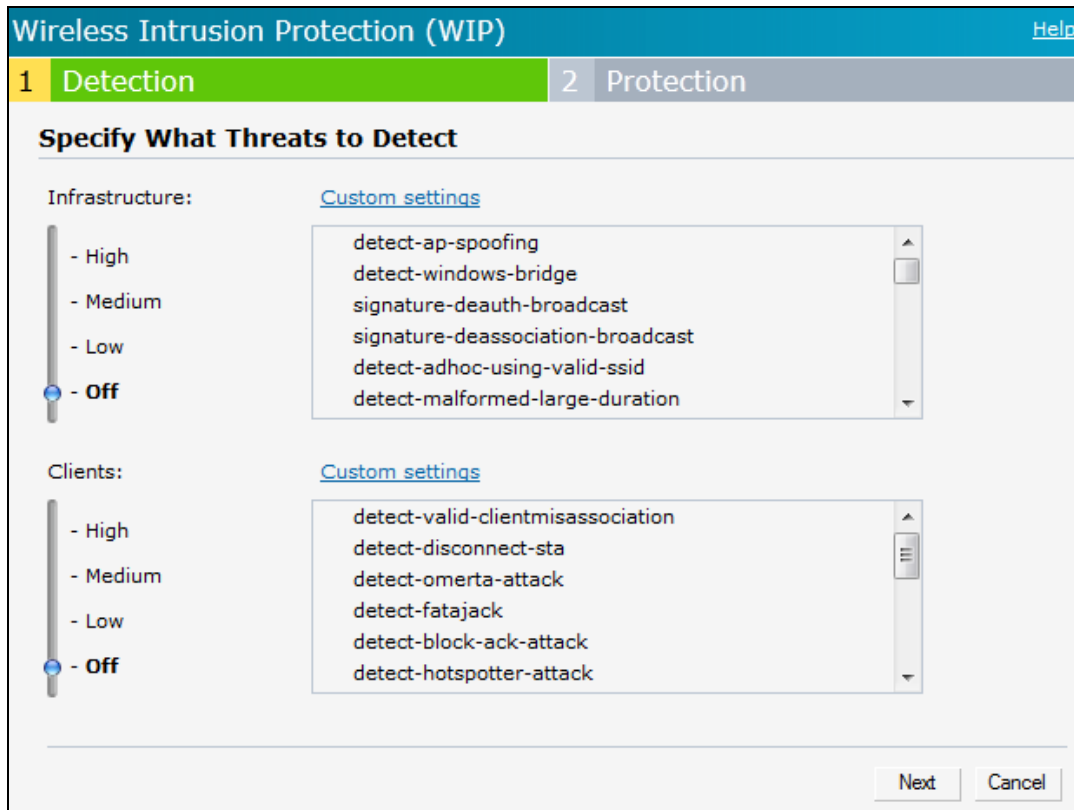 Wireless Intrusion Protection (WIP) Help
1 Detection 2 Protection
Specify What Threats to Detect
Infrastructure: Custom settings
- High
- Medium
- Low
- Off
detect-ap-spoofing
detect-windows-bridge
signature-deauth-broadcast
signature-deassociation-broadcast
detect-adhoc-using-valid-ssid
detect-malformed-large-duration
Clients: Custom settings
- High
- Medium
- Low
- Off
detect-valid-clientmisassociation
detect-disconnect-sta
detect-omerta-attack
detect-fatajack
detect-block-ack-attack
detect-hotspotter-attack
Next Cancel